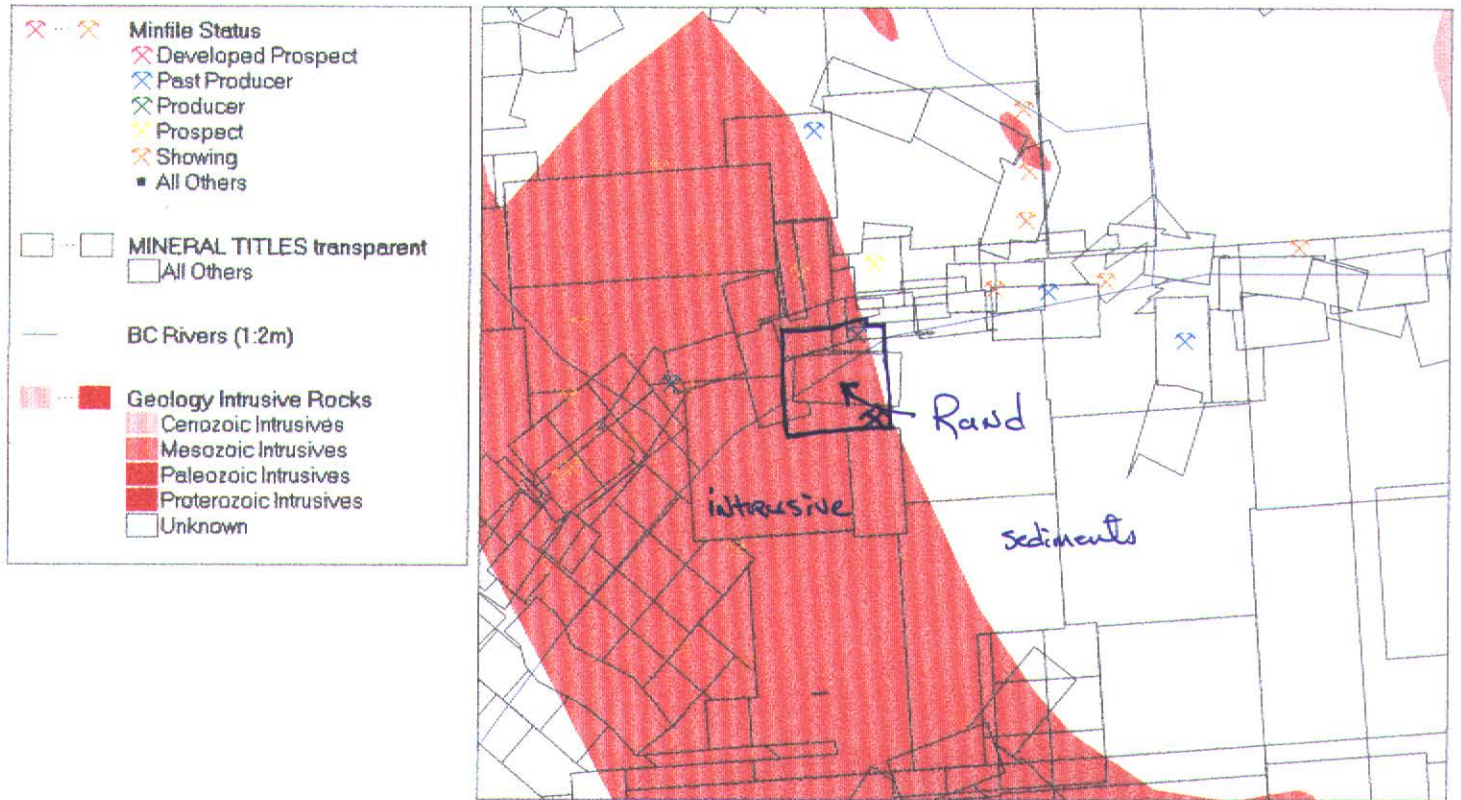 Minfile Status
Developed Prospect
Past Producer
Producer
Prospect
Showing
All Others
MINERAL TITLES transparent
All Others
BC Rivers (1:2m)
Geology Intrusive Rocks
Cenozoic Intrusives
Mesozoic Intrusives
Paleozoic Intrusives
Proterozoic Intrusives
Unknown
Rand
intrusive
sediments